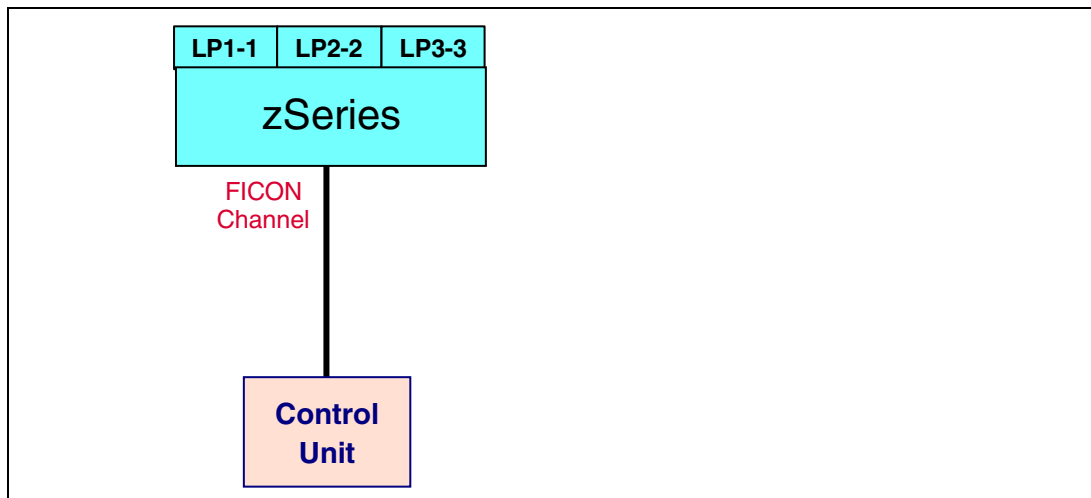 LP1-1 LP2-2 LP3-3
zSeries
FICON
Channel
Control
Unit